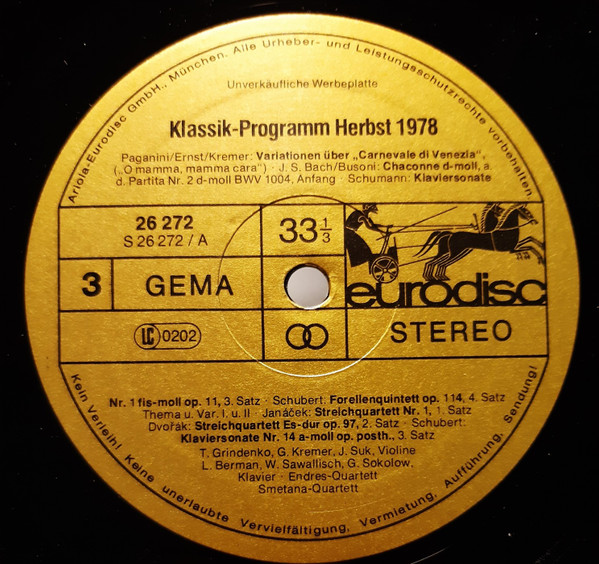 Ariola-Eurodisc GmbH., München. Alle Urheber- und Leistungsschutzrechte vorbehalten
Unverkäufliche Werbeplatte
Klassik-Programm Herbst 1978
Paganini/Ernst/Kremer: Variationen über „Carnevale di Venezia“,
(„O mamma, mamma cara“) · J. S. Bach/Busoni: Chaconne d-moll, a.
d. Partita Nr. 2 d-moll BWV 1004, Anfang · Schumann: Klaviersonate
26 272
S 26 272 / A
33 1/3
3
GEMA
eurodisc
LC 0202
STEREO
Nr. 1 fis-moll op. 11, 3. Satz · Schubert: Forellenquintett op. 114, 4. Satz
Thema u. Var. I. u. II · Janáček: Streichquartett Nr. 1, 1. Satz
Dvořák: Streichquartett Es-dur op. 97, 2. Satz · Schubert:
Klaviersonate Nr. 14 a-moll op. posth., 3. Satz
T. Grindenko, G. Kremer, J. Suk, Violine
L. Berman, W. Sawallisch, G. Sokolow,
Klavier · Endres-Quartett
Smetana-Quartett
Kein Verleih! Keine unerlaubte Vervielfältigung, Vermietung, Aufführung, Sendung!